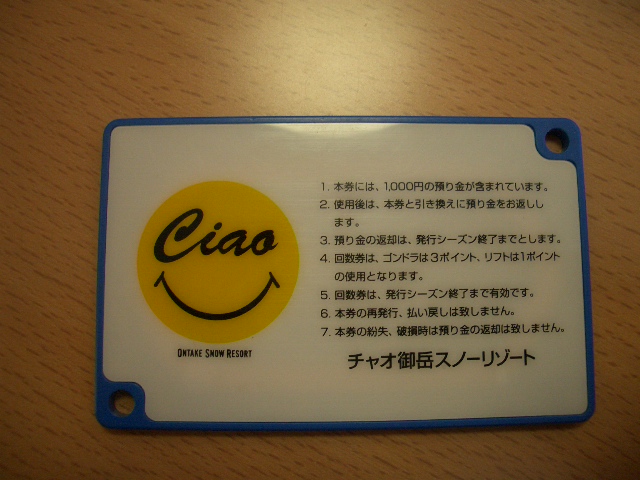 Ciao
ONTAKE SNOW RESORT
1. 本券には、1,000円の預り金が含まれています。
2. 使用後は、本券と引き換えに預り金をお返しし
ます。
3. 預り金の返却は、発行シーズン終了までとします。
4. 回数券は、ゴンドラは3ポイント、リフトは1ポイント
の使用となります。
5. 回数券は、発行シーズン終了まで有効です。
6. 本券の再発行、払い戻しは致しません。
7. 本券の紛失、破損時は預り金の返却は致しません。
チャオ御岳スノーリゾート